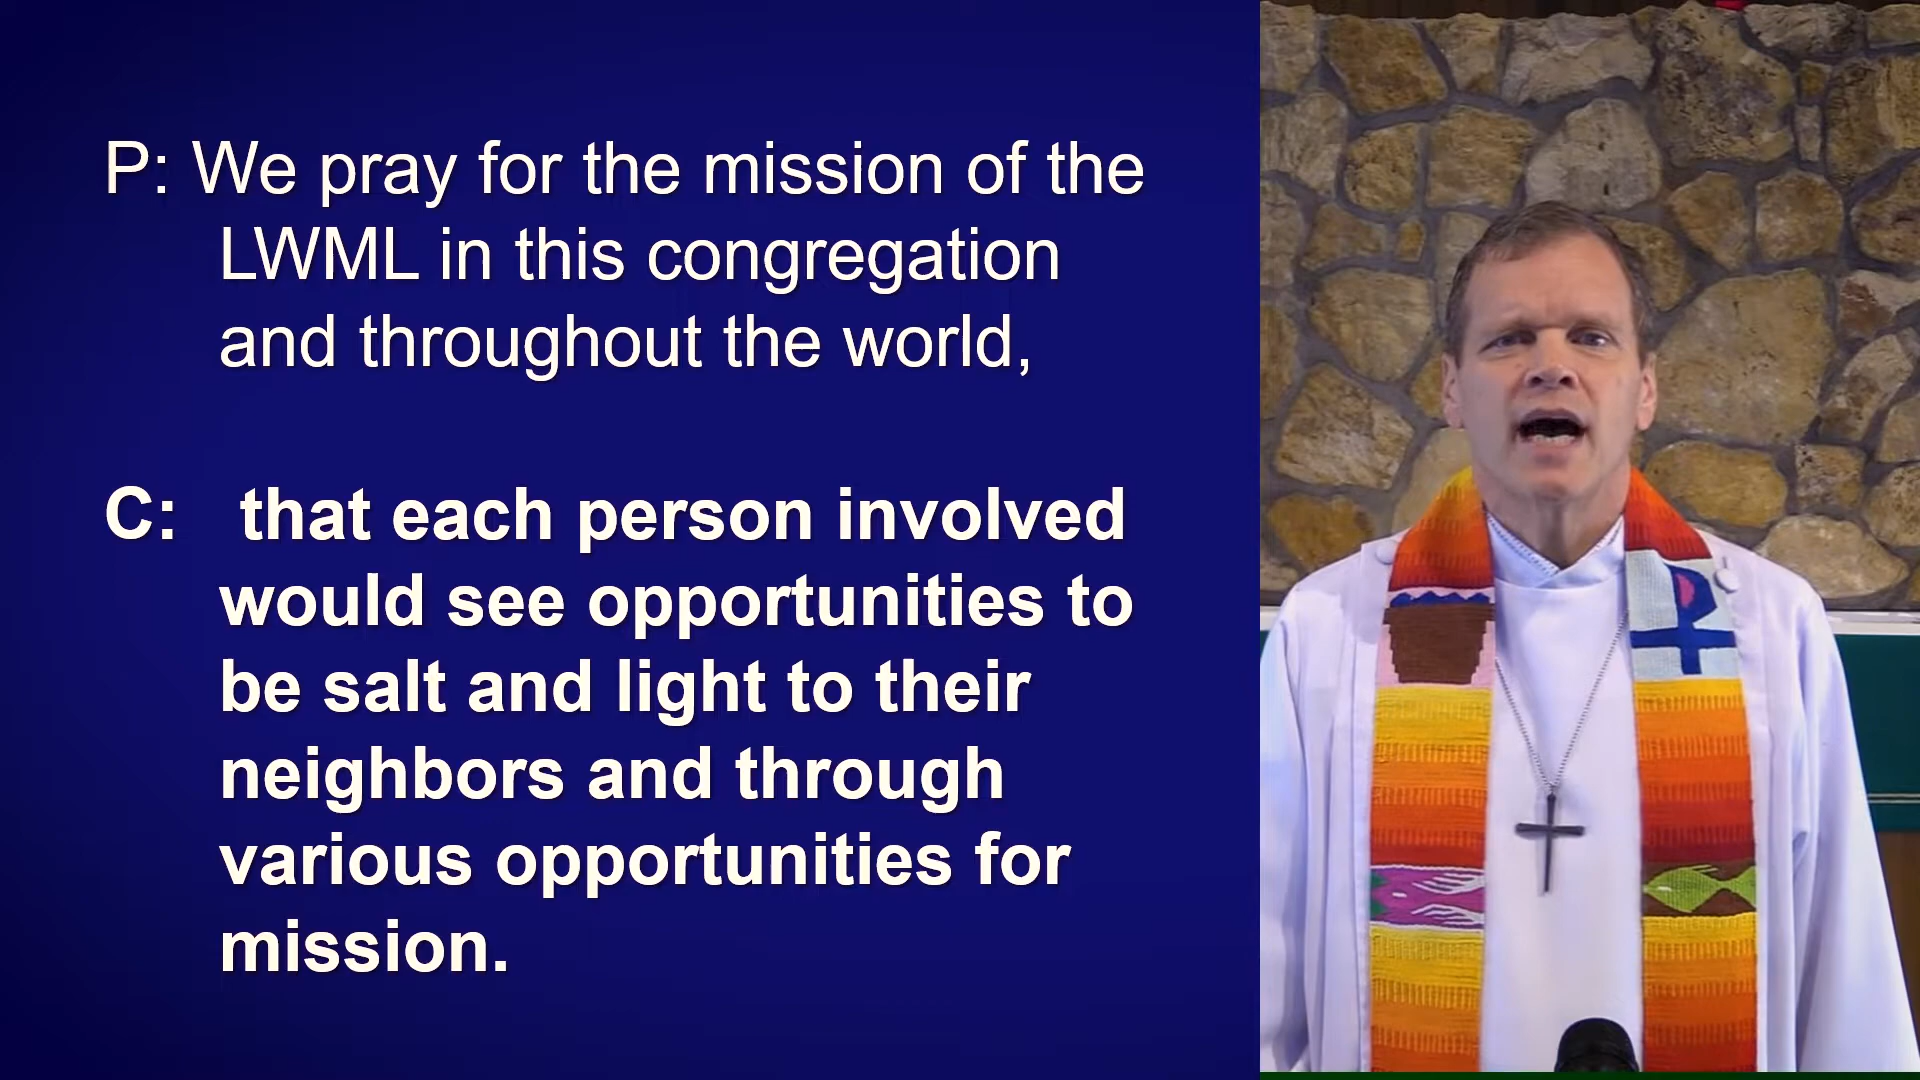 P: We pray for the mission of the
LWML in this congregation
and throughout the world,
C: that each person involved
would see opportunities to
be salt and light to their
neighbors and through
various opportunities for
mission.